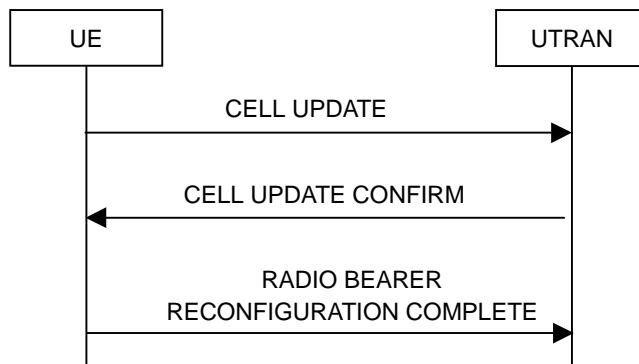 UE
UTRAN
CELL UPDATE
CELL UPDATE CONFIRM
RADIO BEARER
RECONFIGURATION COMPLETE